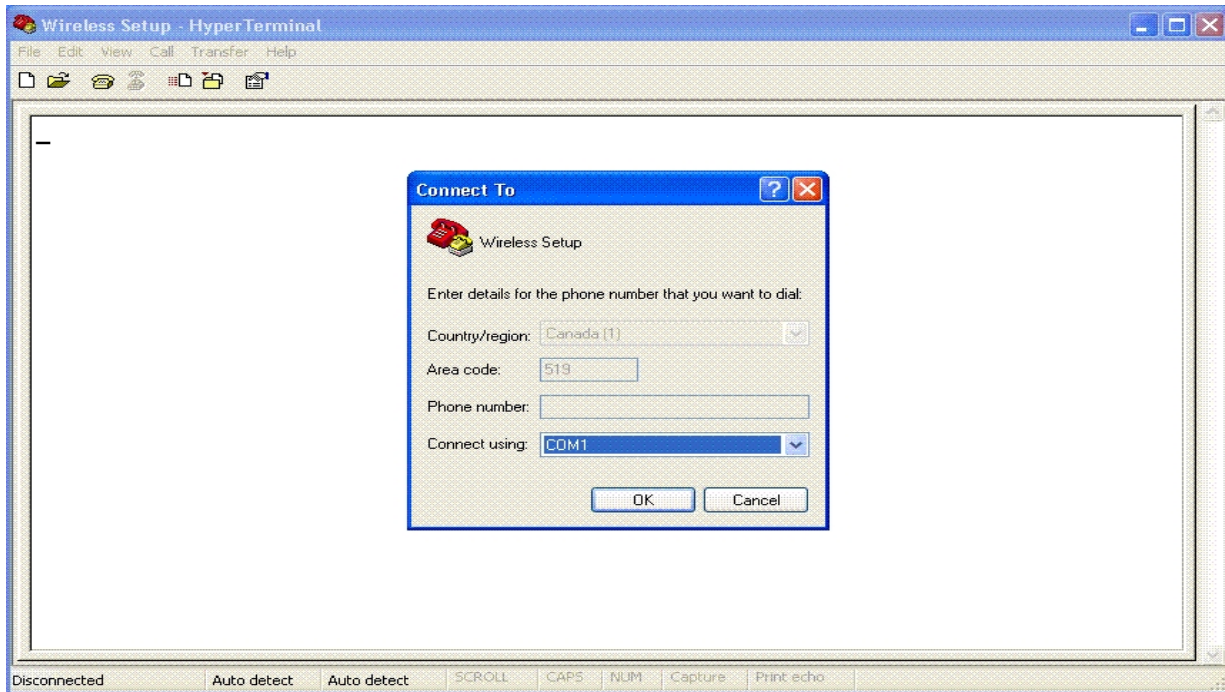 Wireless Setup - HyperTerminal
File Edit View Call Transfer Help
Connect To
Wireless Setup
Enter details for the phone number that you want to dial:
Country/region: Canada (1)
Area code: 519
Phone number:
Connect using: COM1
OK Cancel
Disconnected Auto detect Auto detect SCROLL CAPS NUM Capture Print echo